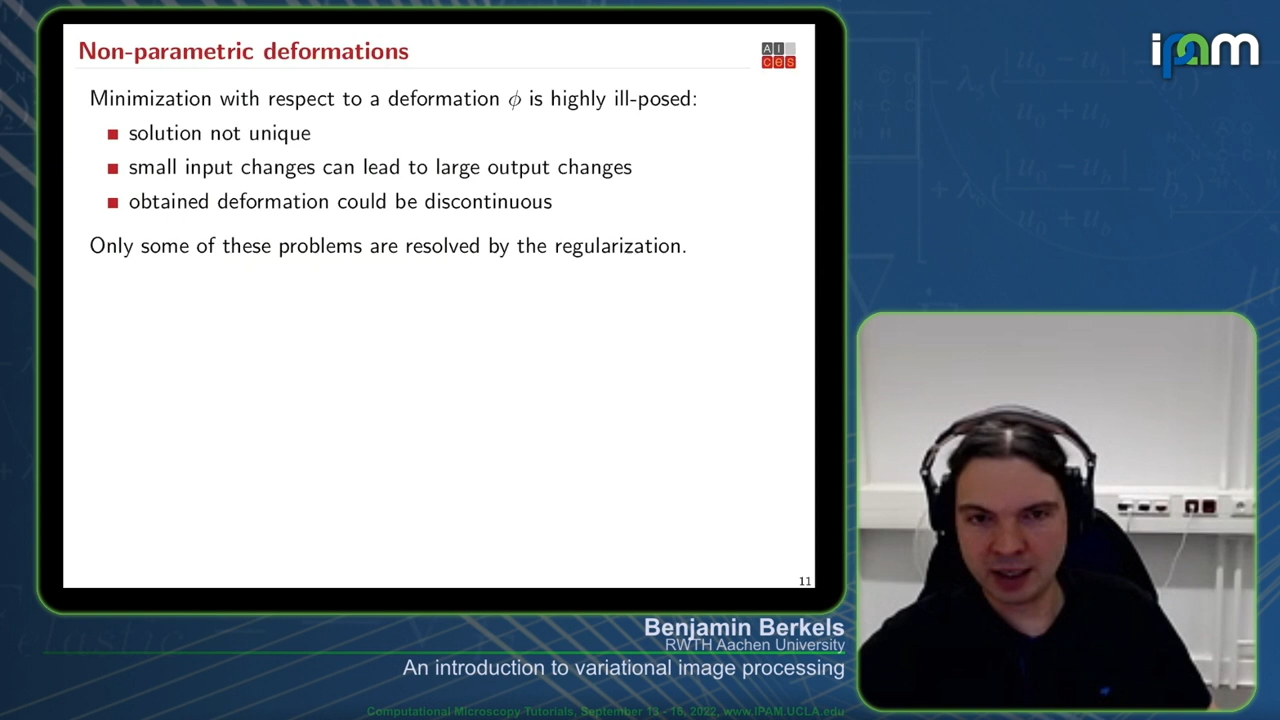 Non-parametric deformations
A I
c e s
Minimization with respect to a deformation ϕ is highly ill-posed:
solution not unique
small input changes can lead to large output changes
obtained deformation could be discontinuous
Only some of these problems are resolved by the regularization.
11
ipam
Benjamin Berkels
RWTH Aachen University
An introduction to variational image processing
Computational Microscopy Tutorials, September 13 - 16, 2022, www.IPAM.UCLA.edu